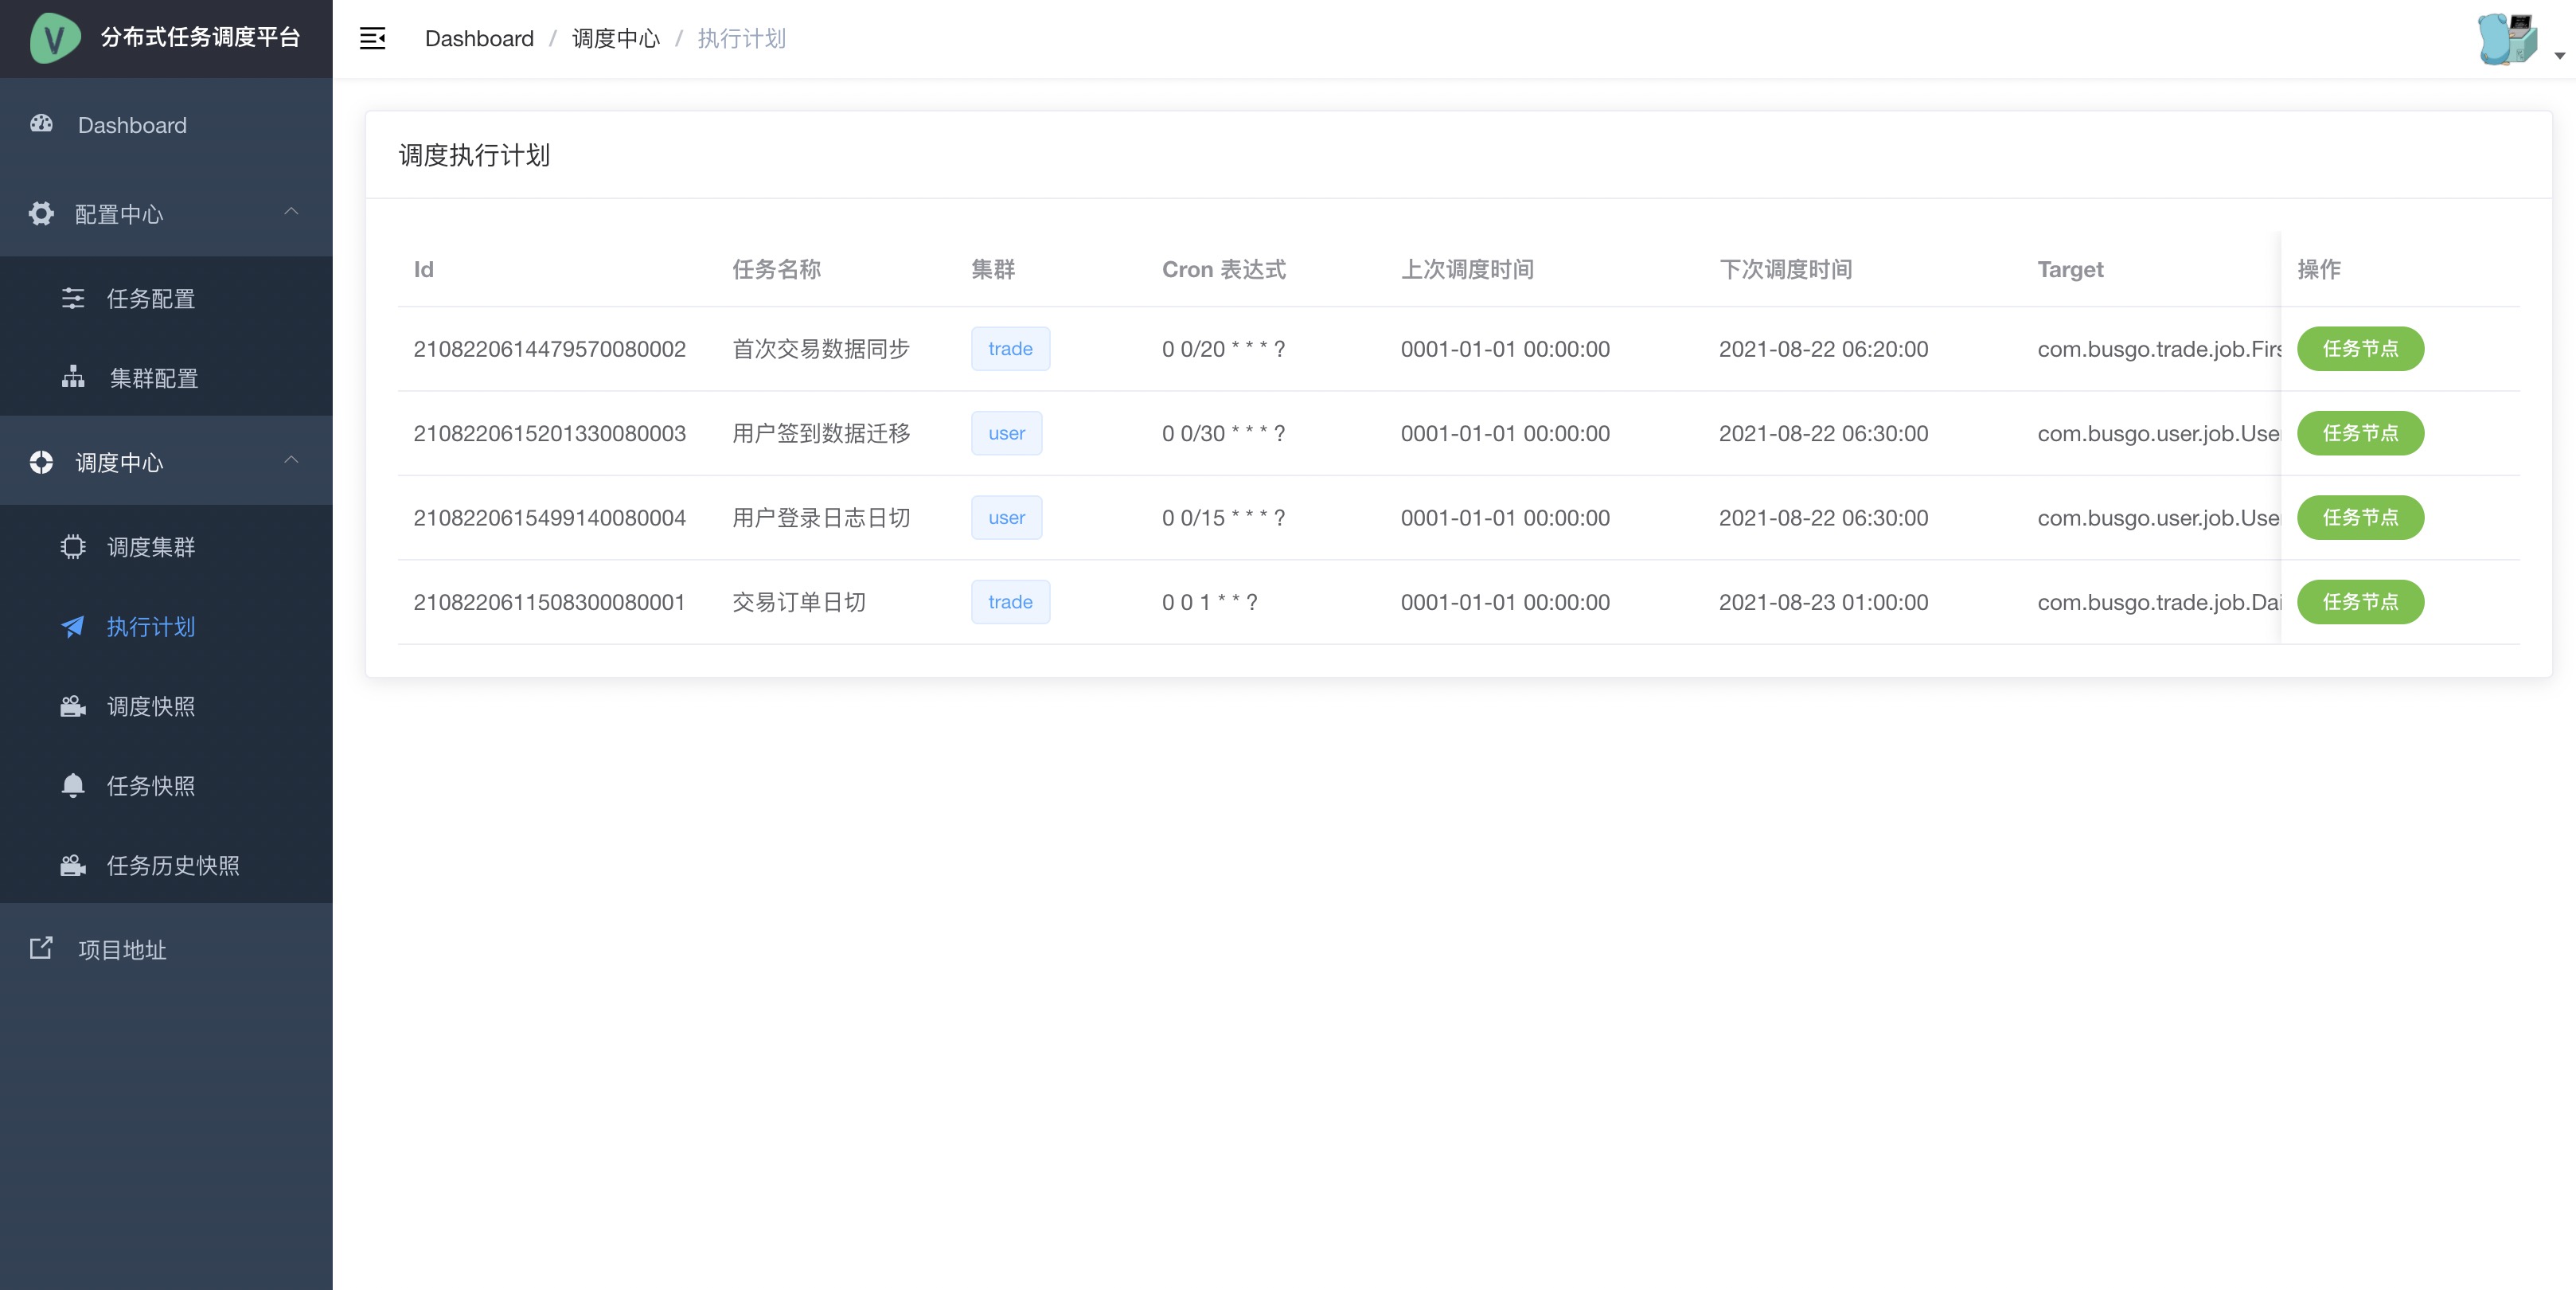 V 分布式任务调度平台
Dashboard / 调度中心 / 执行计划
Dashboard
配置中心
任务配置
集群配置
调度中心
调度集群
执行计划
调度快照
任务快照
任务历史快照
项目地址
调度执行计划
Id 任务名称 集群 Cron 表达式 上次调度时间 下次调度时间 Target 操作
2108220614479570080002 首次交易数据同步 trade 0 0/20 * * * ? 0001-01-01 00:00:00 2021-08-22 06:20:00 com.busgo.trade.job.Firs 任务节点
2108220615201330080003 用户签到数据迁移 user 0 0/30 * * * ? 0001-01-01 00:00:00 2021-08-22 06:30:00 com.busgo.user.job.Use 任务节点
2108220615499140080004 用户登录日志日切 user 0 0/15 * * * ? 0001-01-01 00:00:00 2021-08-22 06:30:00 com.busgo.user.job.Use 任务节点
2108220611508300080001 交易订单日切 trade 0 0 1 * * ? 0001-01-01 00:00:00 2021-08-23 01:00:00 com.busgo.trade.job.Dai 任务节点